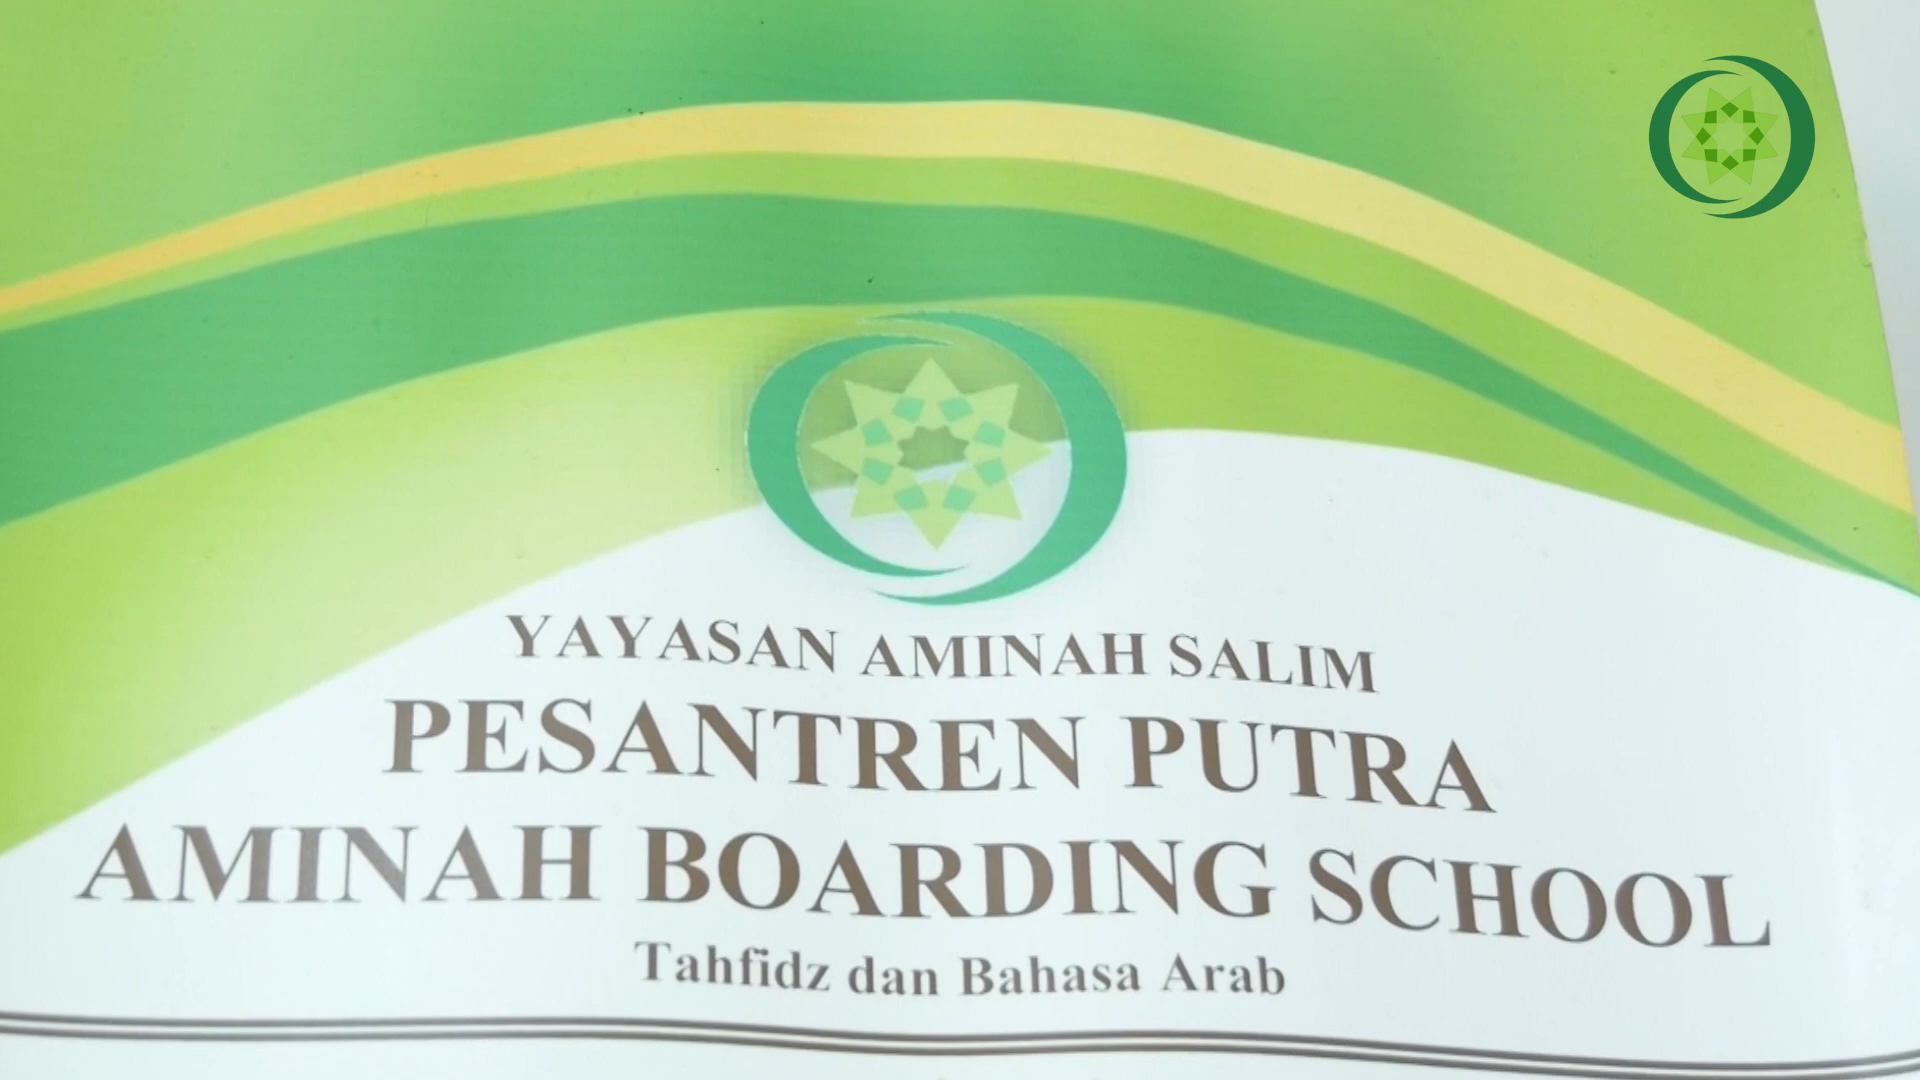 YAYASAN AMINAH SALIM
PESANTREN PUTRA
AMINAH BOARDING SCHOOL
Tahfidz dan Bahasa Arab